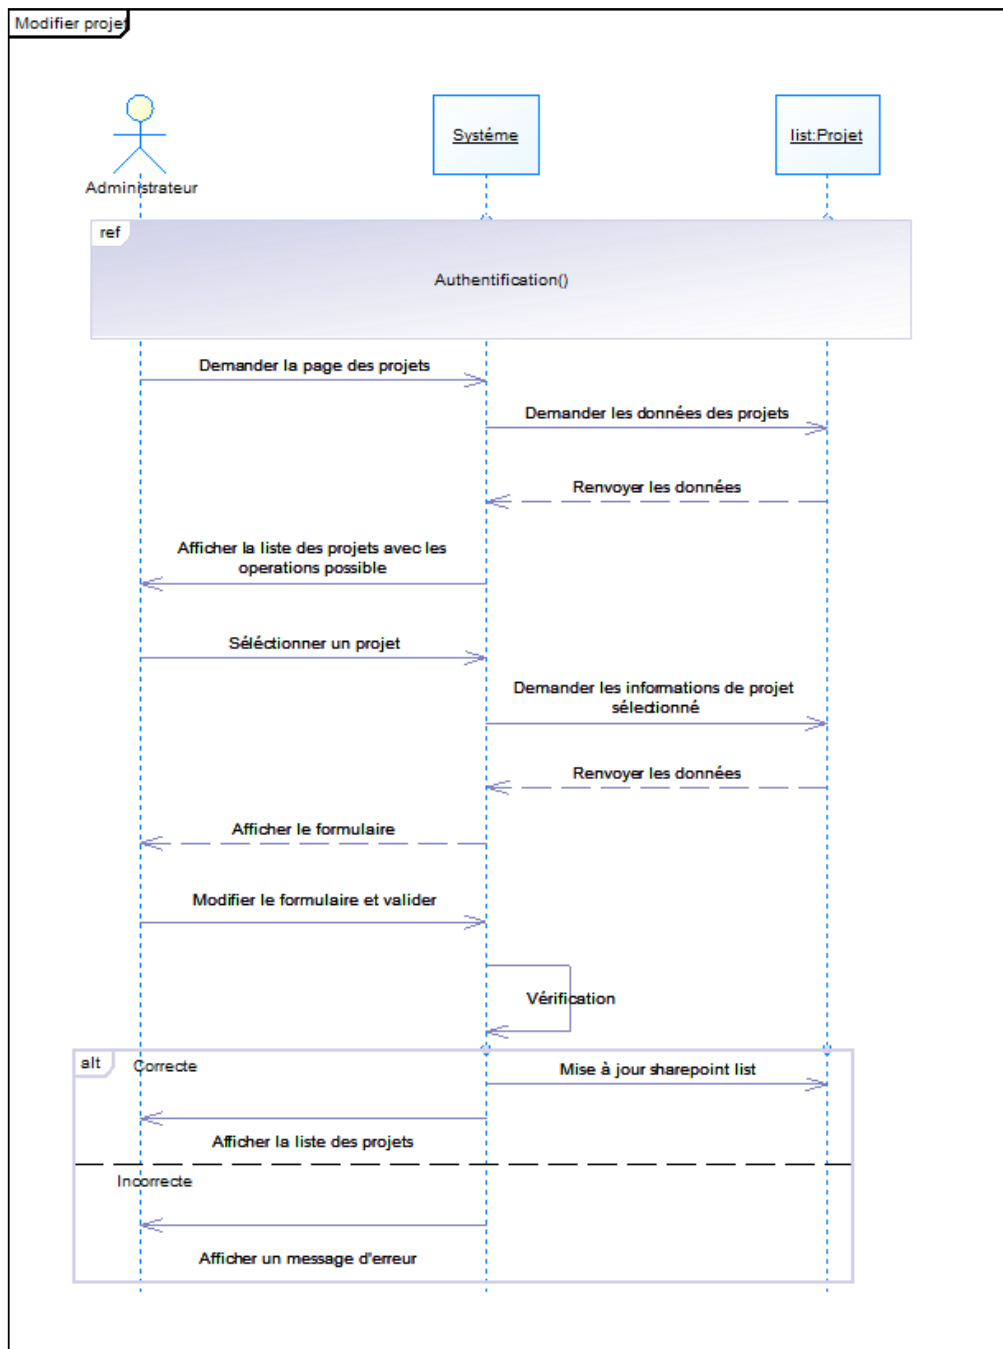 Modifier projet
Systéme
list:Projet
Administrateur
ref
Authentification()
Demander la page des projets
Demander les données des projets
Renvoyer les données
Afficher la liste des projets avec les
operations possible
Séléctionner un projet
Demander les informations de projet
sélectionné
Renvoyer les données
Afficher le formulaire
Modifier le formulaire et valider
Vérification
alt
Correcte
Mise à jour sharepoint list
Afficher la liste des projets
Incorrecte
Afficher un message d'erreur